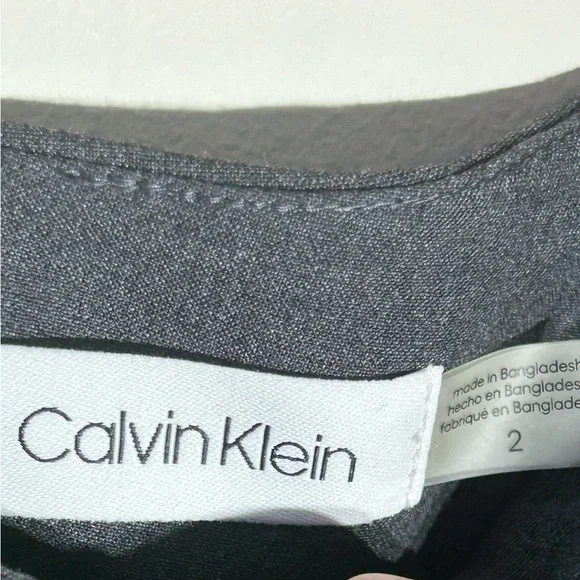 Calvin Klein
made in Bangladesh
hecho en Banglades
fabriqué en Banglade
2